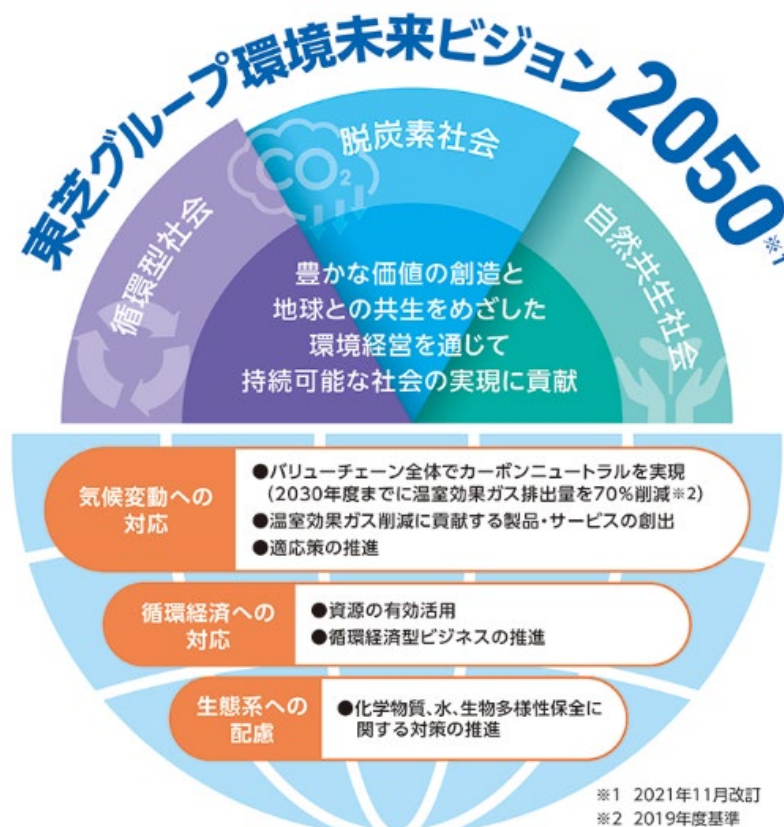 東芝グループ環境未来ビジョン2050※1
循環型社会
脱炭素社会
CO₂
自然共生社会
豊かな価値の創造と
地球との共生をめざした
環境経営を通じて
持続可能な社会の実現に貢献
気候変動への
対応
●バリューチェーン全体でカーボンニュートラルを実現
(2030年度までに温室効果ガス排出量を70%削減※2)
●温室効果ガス削減に貢献する製品・サービスの創出
●適応策の推進
循環経済への
対応
●資源の有効活用
●循環経済型ビジネスの推進
生態系への
配慮
●化学物質、水、生物多様性保全に
関する対策の推進
※1 2021年11月改訂
※2 2019年度基準